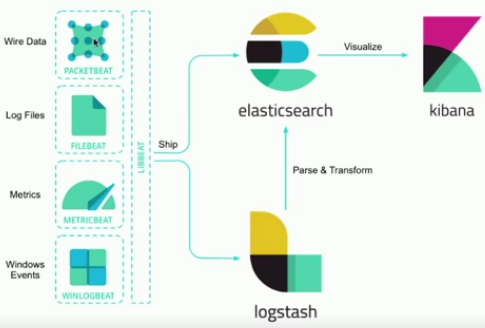 Wire Data
PACKETBEAT
Log Files
FILEBEAT
Metrics
METRICBEAT
Windows
Events
WINLOGBEAT
LIBBEAT
Ship
elasticsearch
Visualize
kibana
Parse & Transform
logstash